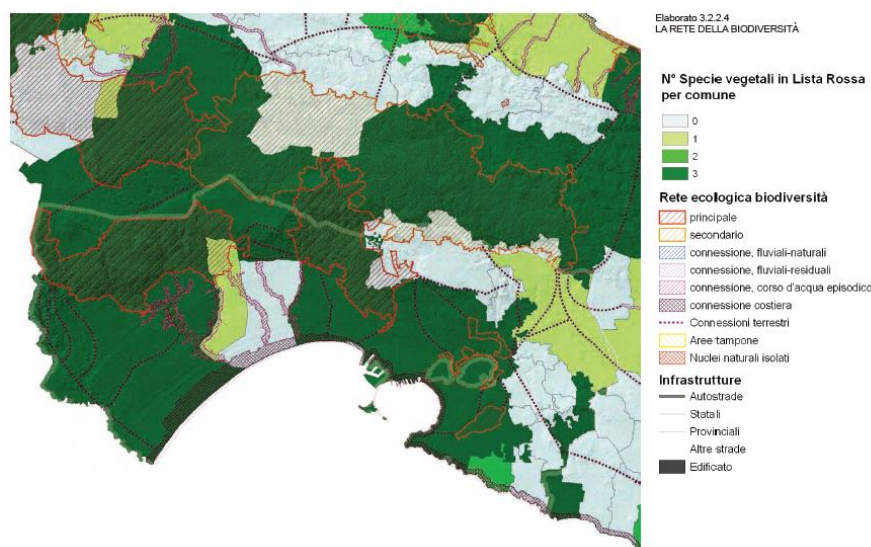 Elaborato 3.2.2.4
LA RETE DELLA BIODIVERSITÀ
N° Specie vegetali in Lista Rossa
per comune
0
1
2
3
Rete ecologica biodiversità
principale
secondario
connessione, fluviali-naturali
connessione, fluviali-residuali
connessione, corso d'acqua episodico
connessione costiera
Connessioni terrestri
Aree tampone
Nuclei naturali isolati
Infrastrutture
Autostrade
Statali
Provinciali
Altre strade
Edificato